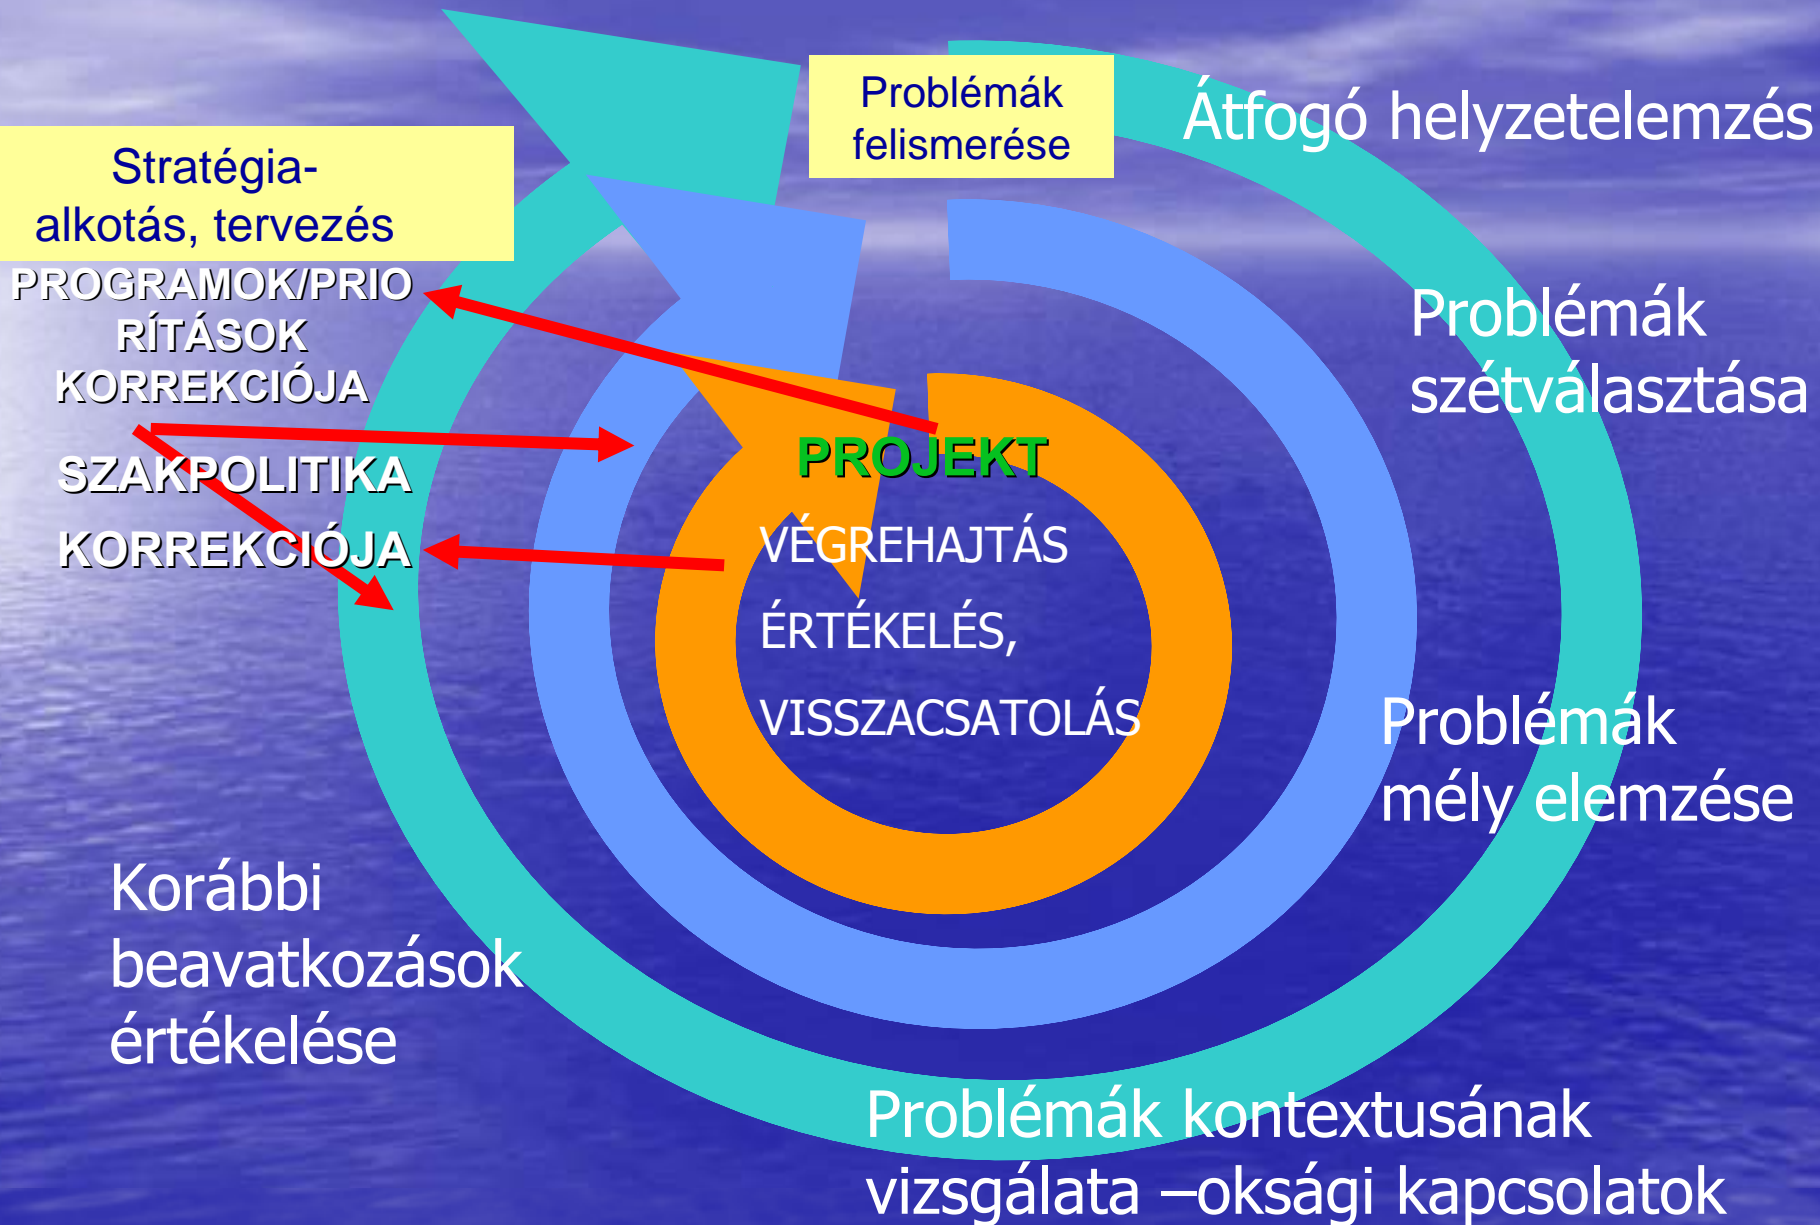 Problémák
felismerése
Átfogó helyzetelemzés
Stratégia-
alkotás, tervezés
PROGRAMOK/PRIO
RÍTÁSOK
KORREKCIÓJA
SZAKPOLITIKA
KORREKCIÓJA
Problémák
szétválasztása
PROJEKT
VÉGREHAJTÁS
ÉRTÉKELÉS,
VISSZACSATOLÁS
Problémák
mély elemzése
Korábbi
beavatkozások
értékelése
Problémák kontextusának
vizsgálata –oksági kapcsolatok